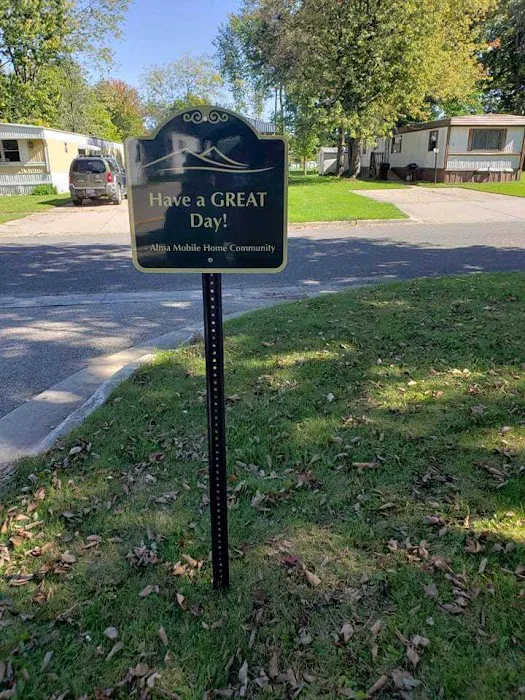 Have a GREAT
Day!
- Alma Mobile Home Community